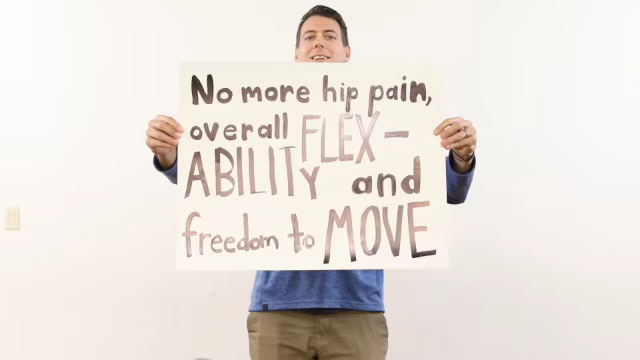 No more hip pain,
overall FLEX-
ABILITY and
freedom to MOVE